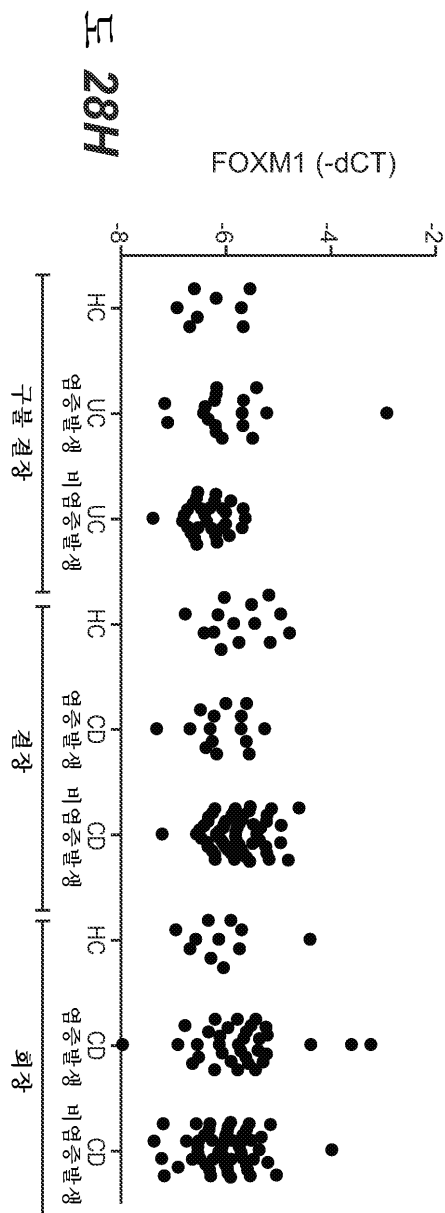 도 28H
FOXM1 (-dCT)
-2
-4
-6
-8
HC
UC
염증발생
UC
비염증발생
HC
CD
염증발생
CD
비염증발생
HC
CD
염증발생
CD
비염증발생
구불 결장
결장
회장